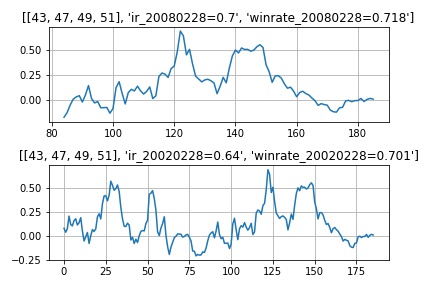 [[43, 47, 49, 51], 'ir_20080228=0.7', 'winrate_20080228=0.718']
0.50
0.25
0.00
80 100 120 140 160 180
[[43, 47, 49, 51], 'ir_20020228=0.64', 'winrate_20020228=0.701']
0.50
0.25
0.00
−0.25
0 25 50 75 100 125 150 175